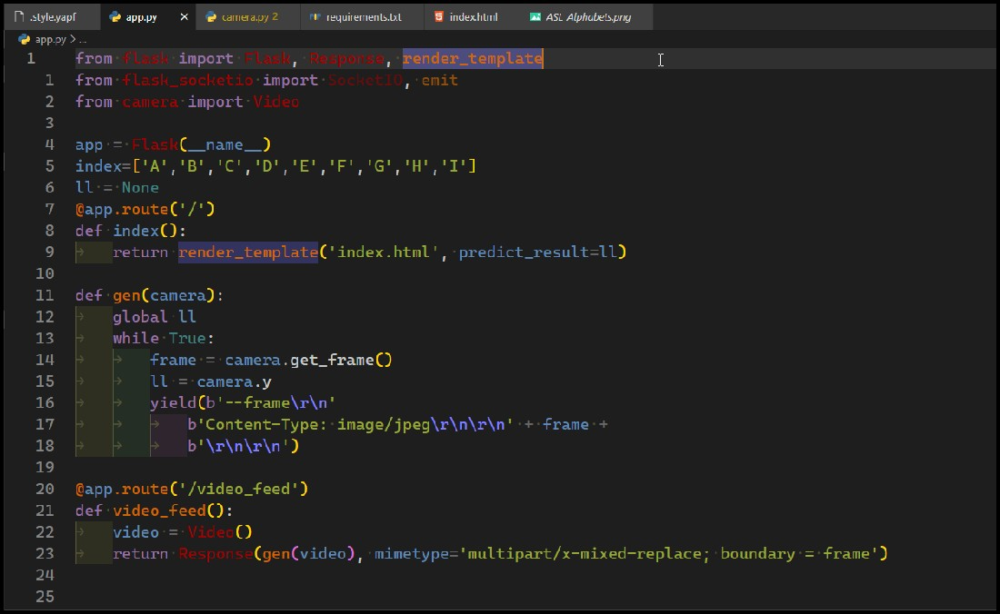 .style.yapf app.py × camera.py 2 requirements.txt index.html ASL Alphabets.png
app.py > ...
1 from flask import Flask, Response, render_template
1 from flask_socketio import SocketIO, emit
2 from camera import Video
3
4 app = Flask(__name__)
5 index=['A','B','C','D','E','F','G','H','I']
6 ll = None
7 @app.route('/')
8 def index():
9 return render_template('index.html', predict_result=ll)
10
11 def gen(camera):
12 global ll
13 while True:
14 frame = camera.get_frame()
15 ll = camera.y
16 yield(b'--frame\r\n'
17 b'Content-Type: image/jpeg\r\n\r\n' + frame +
18 b'\r\n\r\n')
19
20 @app.route('/video_feed')
21 def video_feed():
22 video = Video()
23 return Response(gen(video), mimetype='multipart/x-mixed-replace; boundary = frame')
24
25